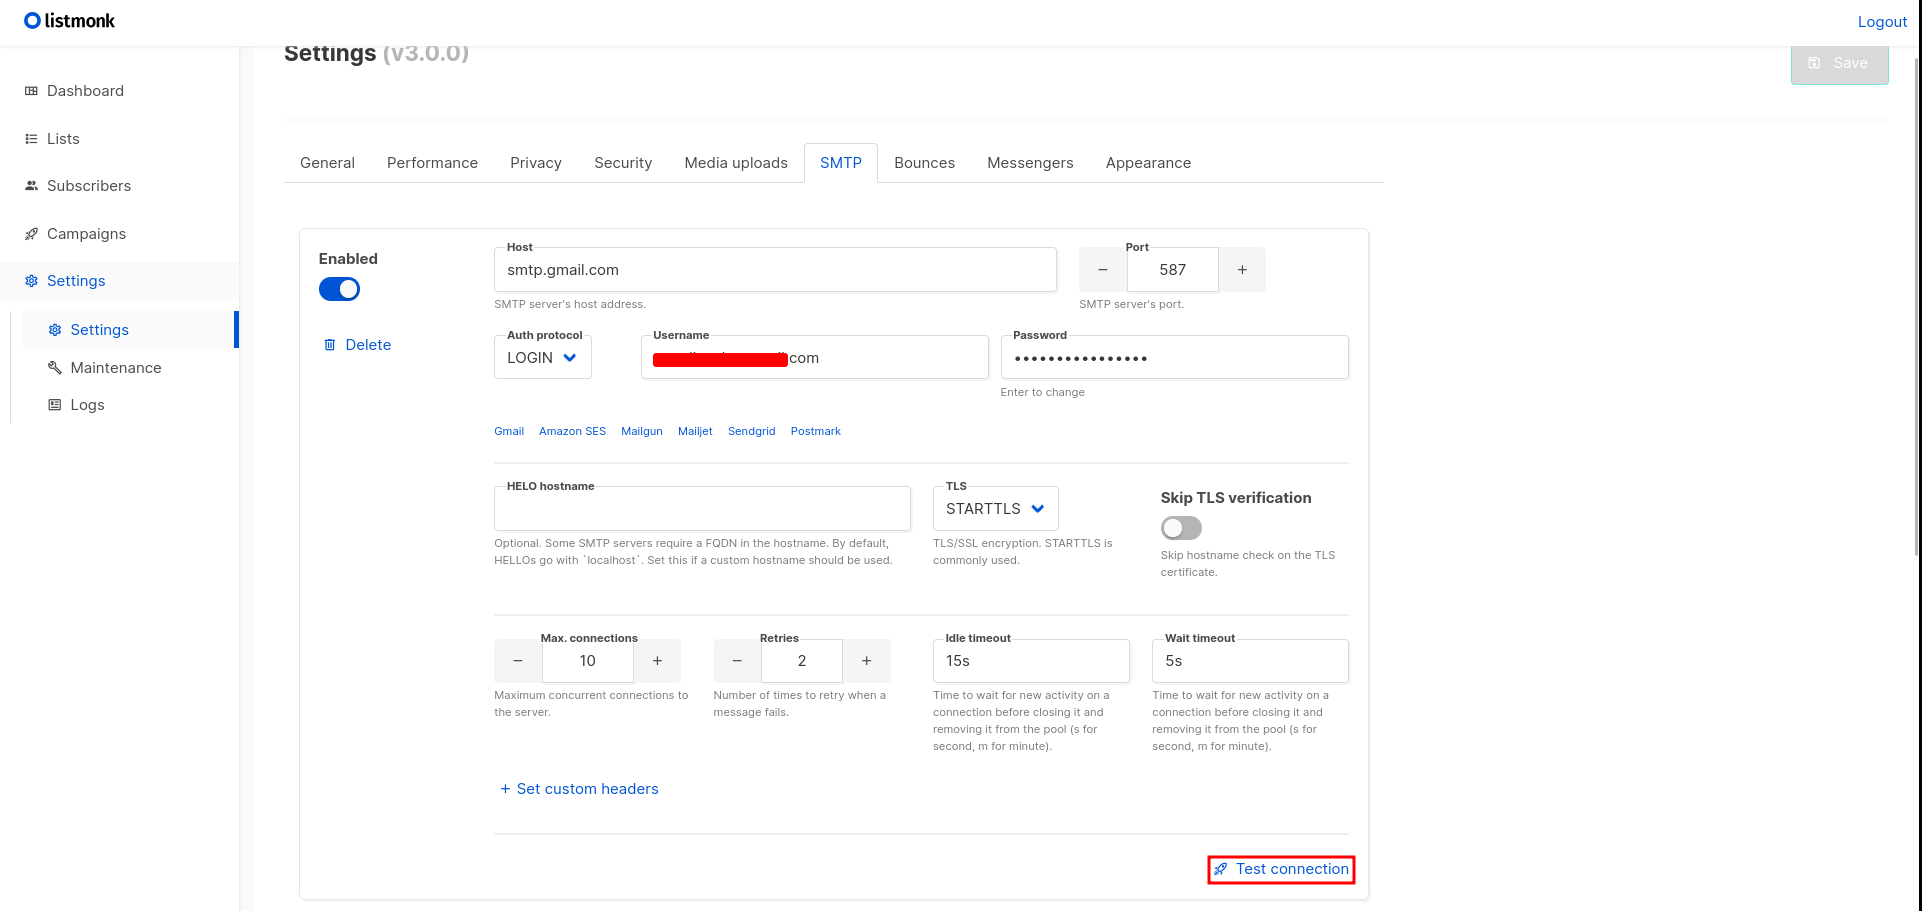 listmonk
Logout
Settings (v3.0.0)
Save
Dashboard
Lists
Subscribers
Campaigns
Settings
Settings
Maintenance
Logs
General Performance Privacy Security Media uploads SMTP Bounces Messengers Appearance
Enabled
Delete
Host
smtp.gmail.com
SMTP server's host address.
Port
− 587 +
SMTP server's port.
Auth protocol
LOGIN
Username
com
Password
••••••••••••••••
Enter to change
Gmail Amazon SES Mailgun Mailjet Sendgrid Postmark
HELO hostname
Optional. Some SMTP servers require a FQDN in the hostname. By default,
HELLOs go with `localhost`. Set this if a custom hostname should be used.
TLS
STARTTLS
TLS/SSL encryption. STARTTLS is
commonly used.
Skip TLS verification
Skip hostname check on the TLS
certificate.
Max. connections
− 10 +
Maximum concurrent connections to
the server.
Retries
− 2 +
Number of times to retry when a
message fails.
Idle timeout
15s
Time to wait for new activity on a
connection before closing it and
removing it from the pool (s for
second, m for minute).
Wait timeout
5s
Time to wait for new activity on a
connection before closing it and
removing it from the pool (s for
second, m for minute).
+ Set custom headers
Test connection